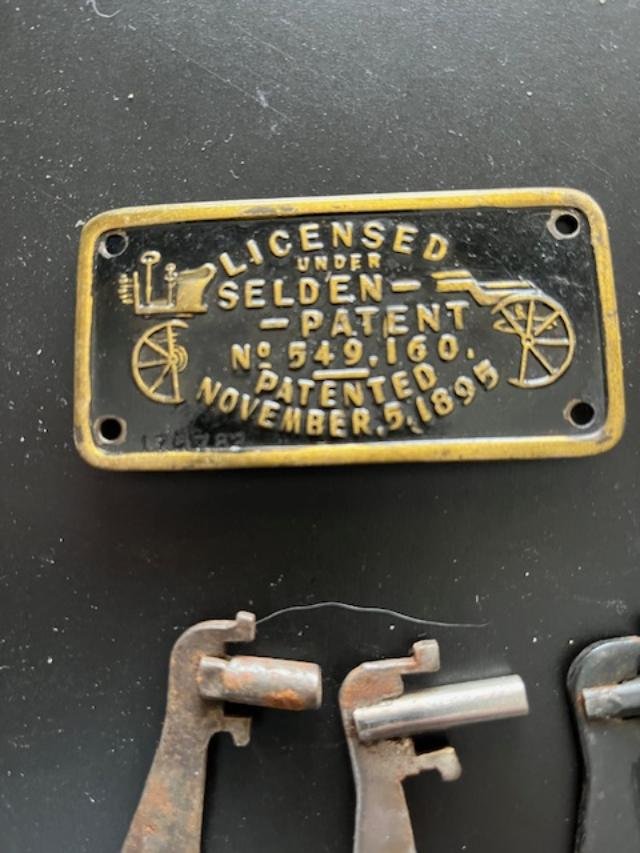 LICENSED
UNDER
SELDEN—
—PATENT
Nº 549,160.
PATENTED
NOVEMBER,5,1895